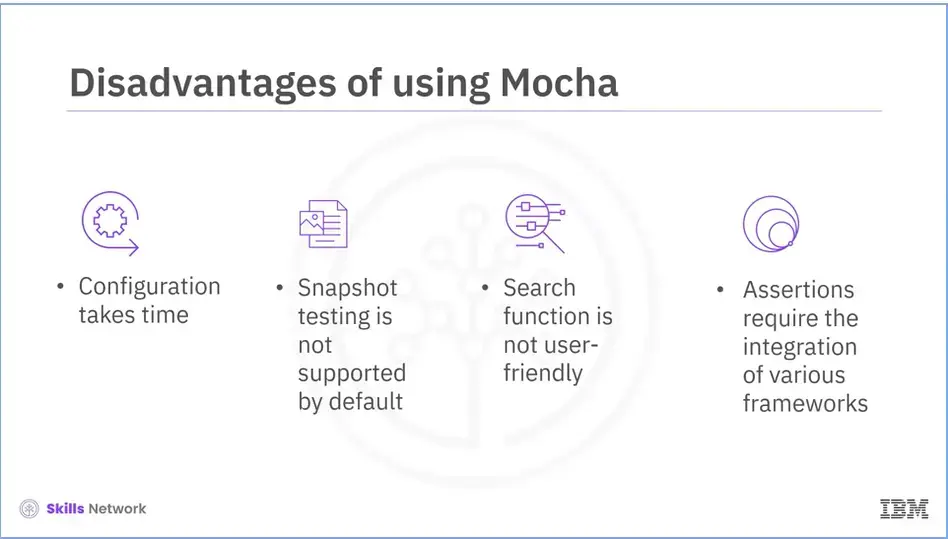 Disadvantages of using Mocha
• Configuration
takes time
• Snapshot
testing is
not
supported
by default
• Search
function is
not user-
friendly
• Assertions
require the
integration
of various
frameworks
Skills Network
IBM